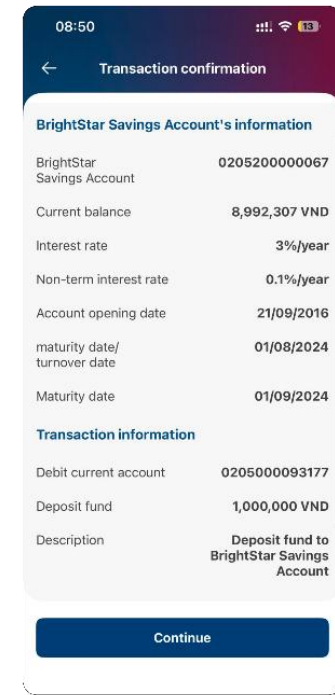 08:50
13
Transaction confirmation
BrightStar Savings Account's information
BrightStar
Savings Account
0205200000067
Current balance
8,992,307 VND
Interest rate
3%/year
Non-term interest rate
0.1%/year
Account opening date
21/09/2016
maturity date/
turnover date
01/08/2024
Maturity date
01/09/2024
Transaction information
Debit current account
0205000093177
Deposit fund
1,000,000 VND
Description
Deposit fund to
BrightStar Savings
Account
Continue